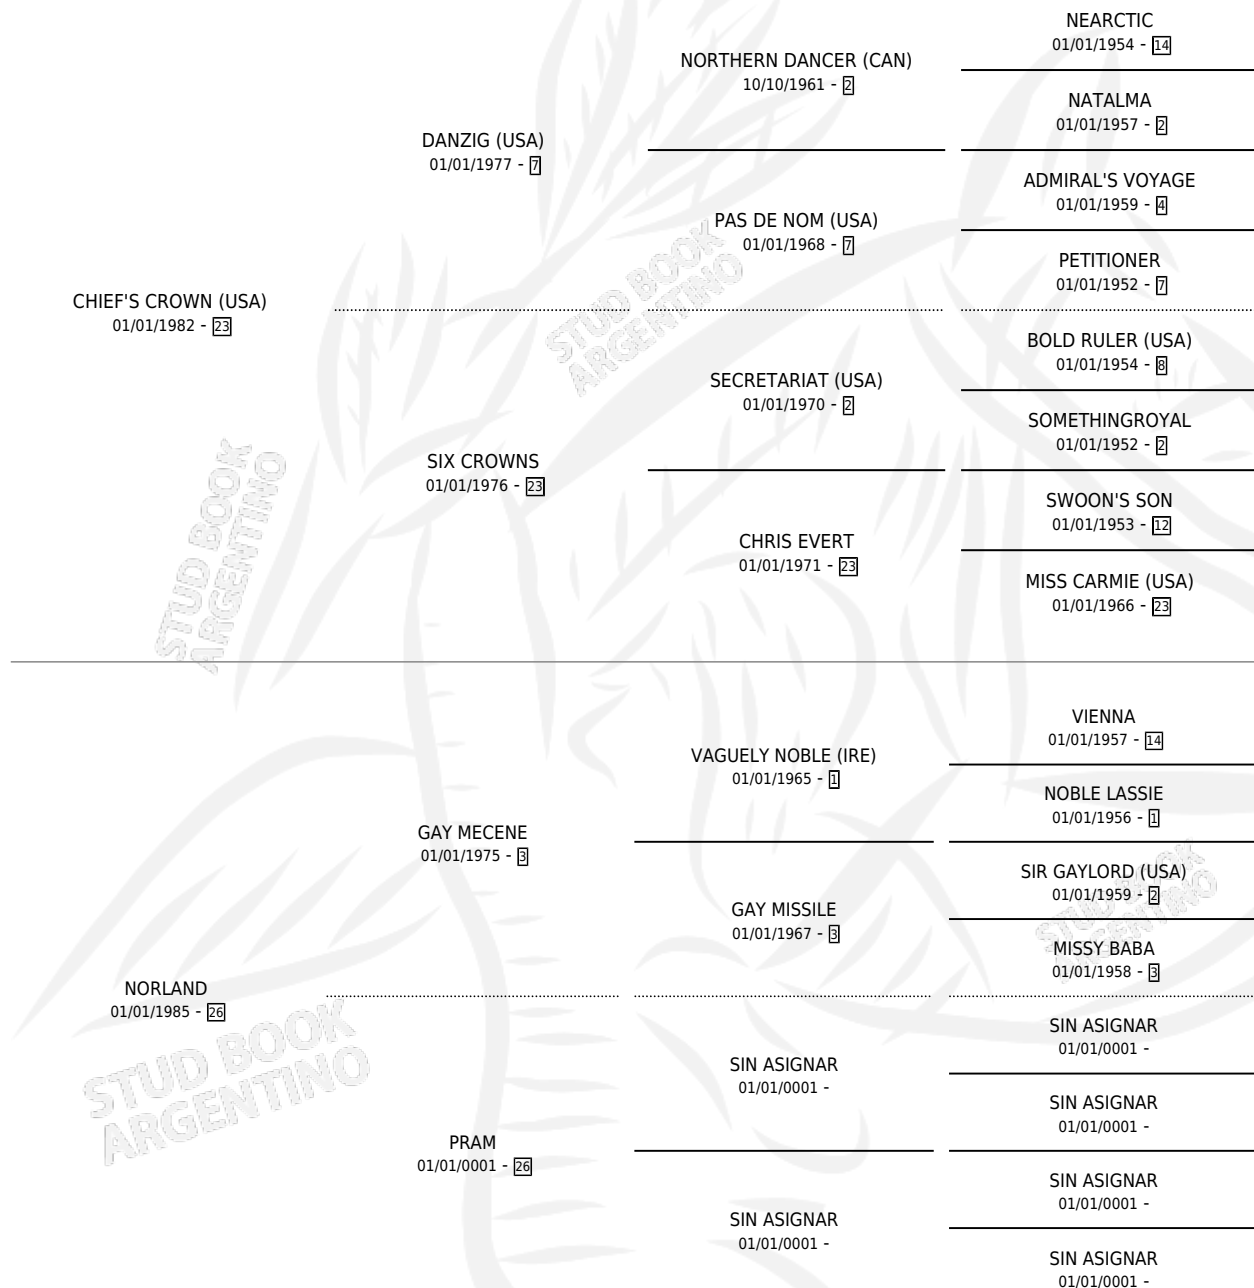 NEARCTIC
01/01/1954 - 14
NORTHERN DANCER (CAN)
10/10/1961 - 2
NATALMA
01/01/1957 - 2
DANZIG (USA)
01/01/1977 - 7
ADMIRAL'S VOYAGE
01/01/1959 - 4
PAS DE NOM (USA)
01/01/1968 - 7
PETITIONER
01/01/1952 - 7
CHIEF'S CROWN (USA)
01/01/1982 - 23
BOLD RULER (USA)
01/01/1954 - 8
SECRETARIAT (USA)
01/01/1970 - 2
SOMETHINGROYAL
01/01/1952 - 2
SIX CROWNS
01/01/1976 - 23
SWOON'S SON
01/01/1953 - 12
CHRIS EVERT
01/01/1971 - 23
MISS CARMIE (USA)
01/01/1966 - 23
VIENNA
01/01/1957 - 14
VAGUELY NOBLE (IRE)
01/01/1965 - 1
NOBLE LASSIE
01/01/1956 - 1
GAY MECENE
01/01/1975 - 3
SIR GAYLORD (USA)
01/01/1959 - 2
GAY MISSILE
01/01/1967 - 3
MISSY BABA
01/01/1958 - 3
NORLAND
01/01/1985 - 26
SIN ASIGNAR
01/01/0001 -
SIN ASIGNAR
01/01/0001 -
SIN ASIGNAR
01/01/0001 -
PRAM
01/01/0001 - 26
SIN ASIGNAR
01/01/0001 -
SIN ASIGNAR
01/01/0001 -
SIN ASIGNAR
01/01/0001 -
STUD BOOK
ARGENTINO
STUD BOOK
ARGENTINO
STUD BOOK
ARGENTINO
STUD BOOK
ARGENTINO